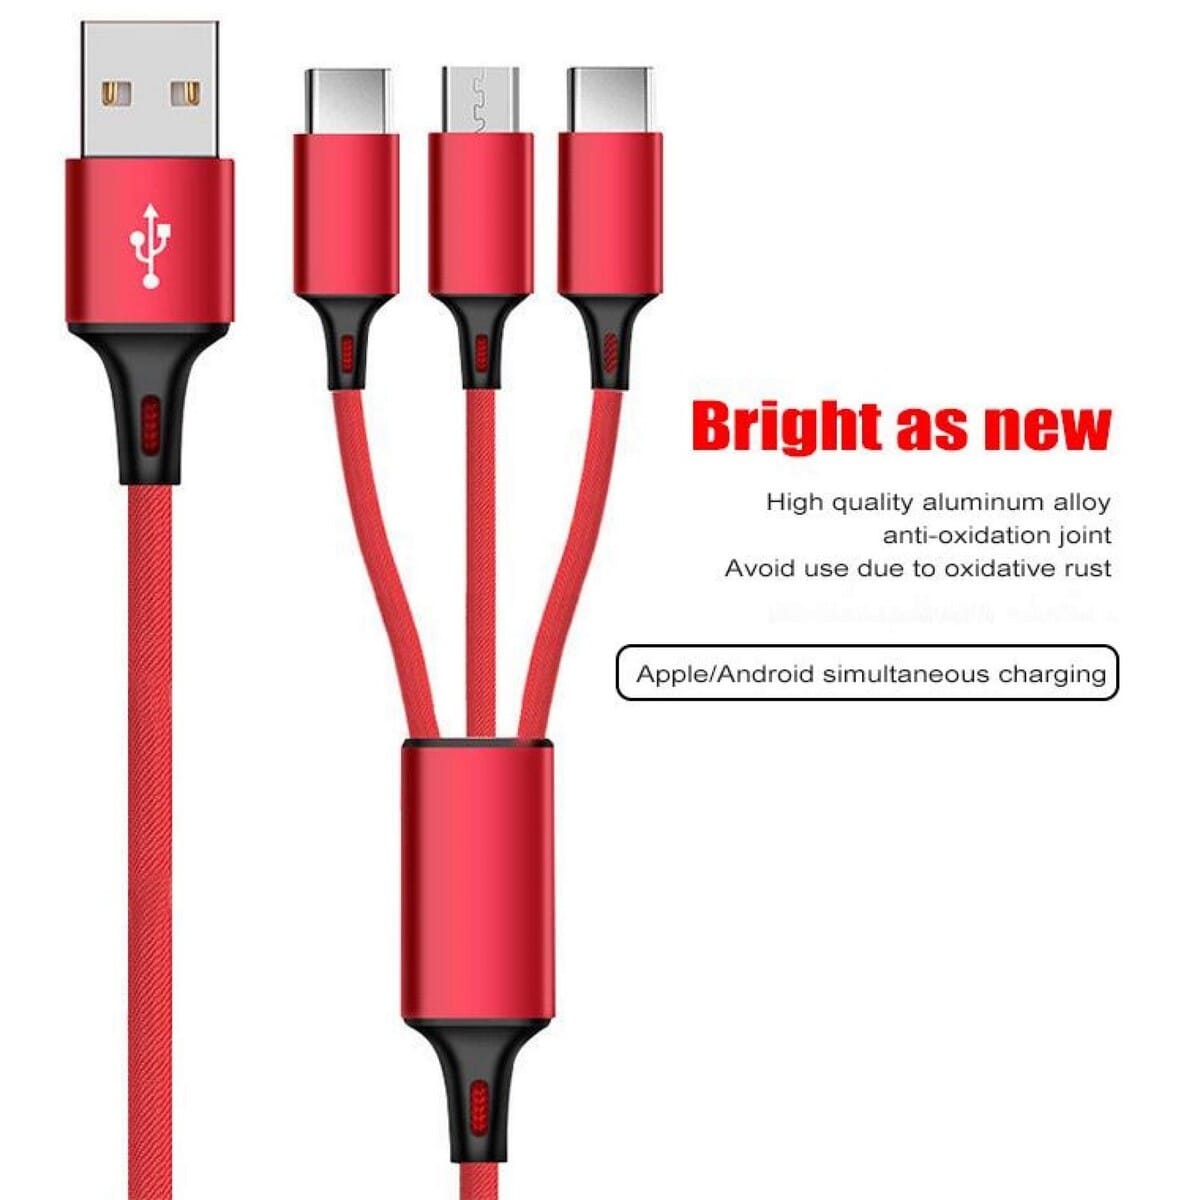 Bright as new
High quality aluminum alloy
anti-oxidation joint
Avoid use due to oxidative rust
Apple/Android simultaneous charging